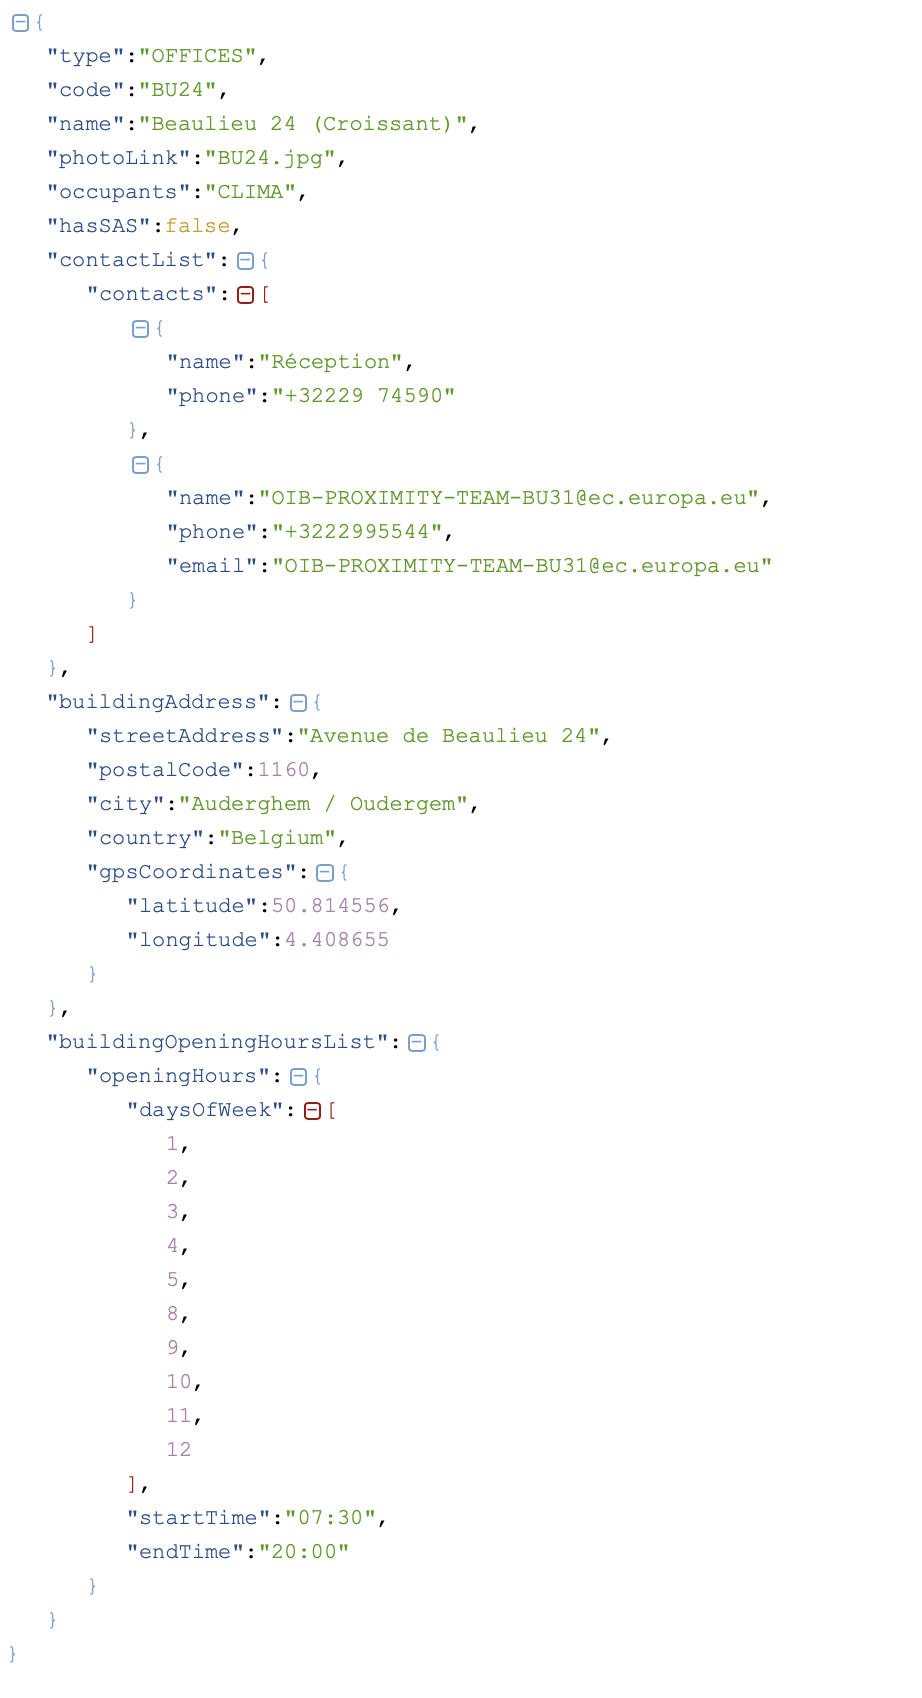 {
"type":"OFFICES",
"code":"BU24",
"name":"Beaulieu 24 (Croissant)",
"photoLink":"BU24.jpg",
"occupants":"CLIMA",
"hasSAS":false,
"contactList":{
"contacts":[
{
"name":"Réception",
"phone":"+32229 74590"
},
{
"name":"OIB-PROXIMITY-TEAM-BU31@ec.europa.eu",
"phone":"+3222995544",
"email":"OIB-PROXIMITY-TEAM-BU31@ec.europa.eu"
}
]
},
"buildingAddress":{
"streetAddress":"Avenue de Beaulieu 24",
"postalCode":1160,
"city":"Auderghem / Oudergem",
"country":"Belgium",
"gpsCoordinates":{
"latitude":50.814556,
"longitude":4.408655
}
},
"buildingOpeningHoursList":{
"openingHours":{
"daysOfWeek":[
1,
2,
3,
4,
5,
8,
9,
10,
11,
12
],
"startTime":"07:30",
"endTime":"20:00"
}
}
}